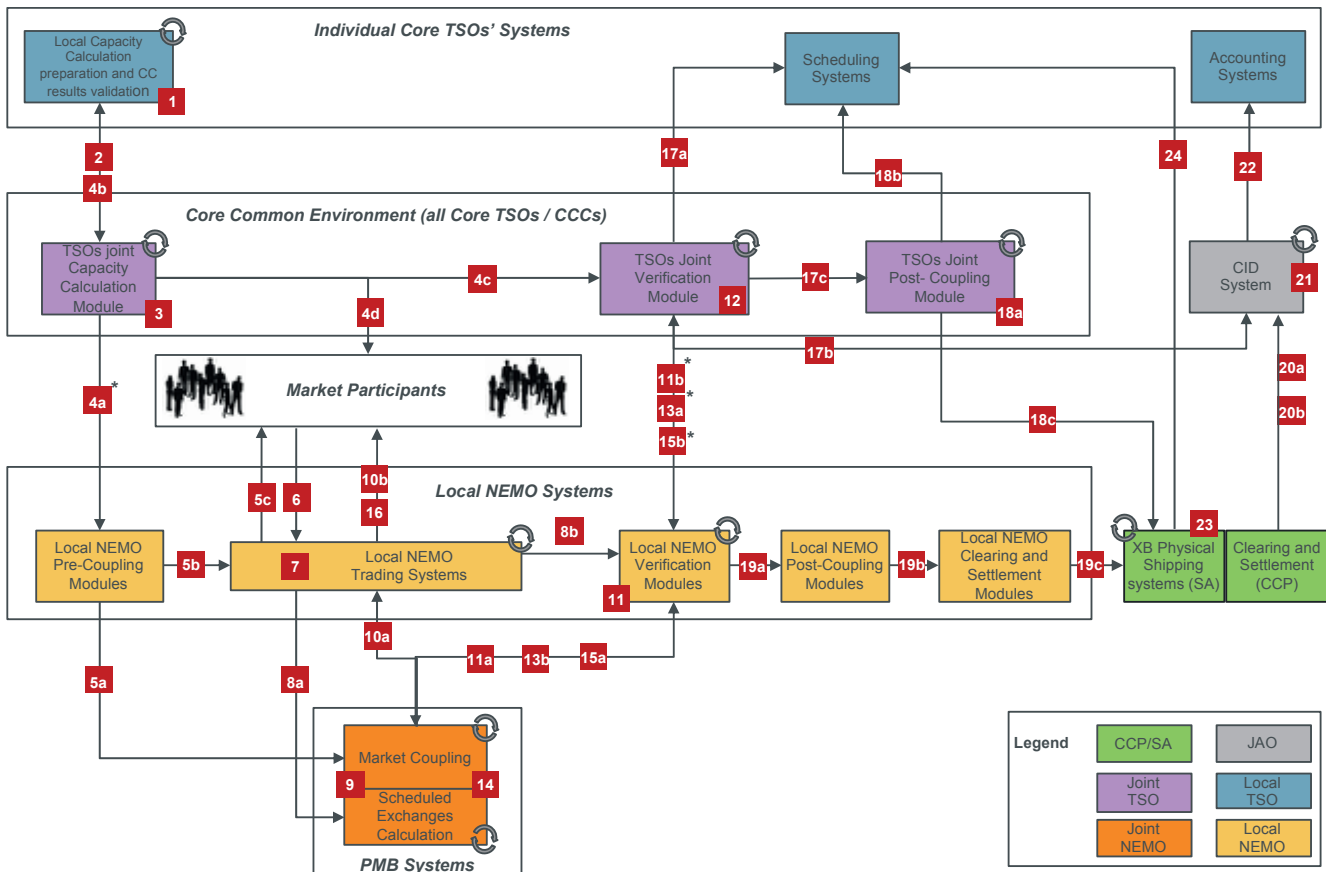 Individual Core TSOs' Systems
Local Capacity
Calculation
preparation and CC
results validation
1
Scheduling
Systems
Accounting
Systems
2
4b
17a
18b
24
22
Core Common Environment (all Core TSOs / CCCs)
TSOs joint
Capacity
Calculation
Module
3
4c
4d
TSOs Joint
Verification
Module
12
17c
TSOs Joint
Post- Coupling
Module
18a
CID
System
21
17b
4a*
Market Participants
11b*
13a*
15b*
18c
20a
20b
5c
6
10b
16
Local NEMO Systems
Local NEMO
Pre-Coupling
Modules
5b
7
Local NEMO
Trading Systems
8b
Local NEMO
Verification
Modules
11
19a
Local NEMO
Post-Coupling
Modules
19b
Local NEMO
Clearing and
Settlement
Modules
19c
23
XB Physical
Shipping
systems (SA)
Clearing and
Settlement
(CCP)
10a
11a
13b
15a
5a
8a
Market Coupling
9
14
Scheduled
Exchanges
Calculation
PMB Systems
Legend
CCP/SA
JAO
Joint
TSO
Local
TSO
Joint
NEMO
Local
NEMO